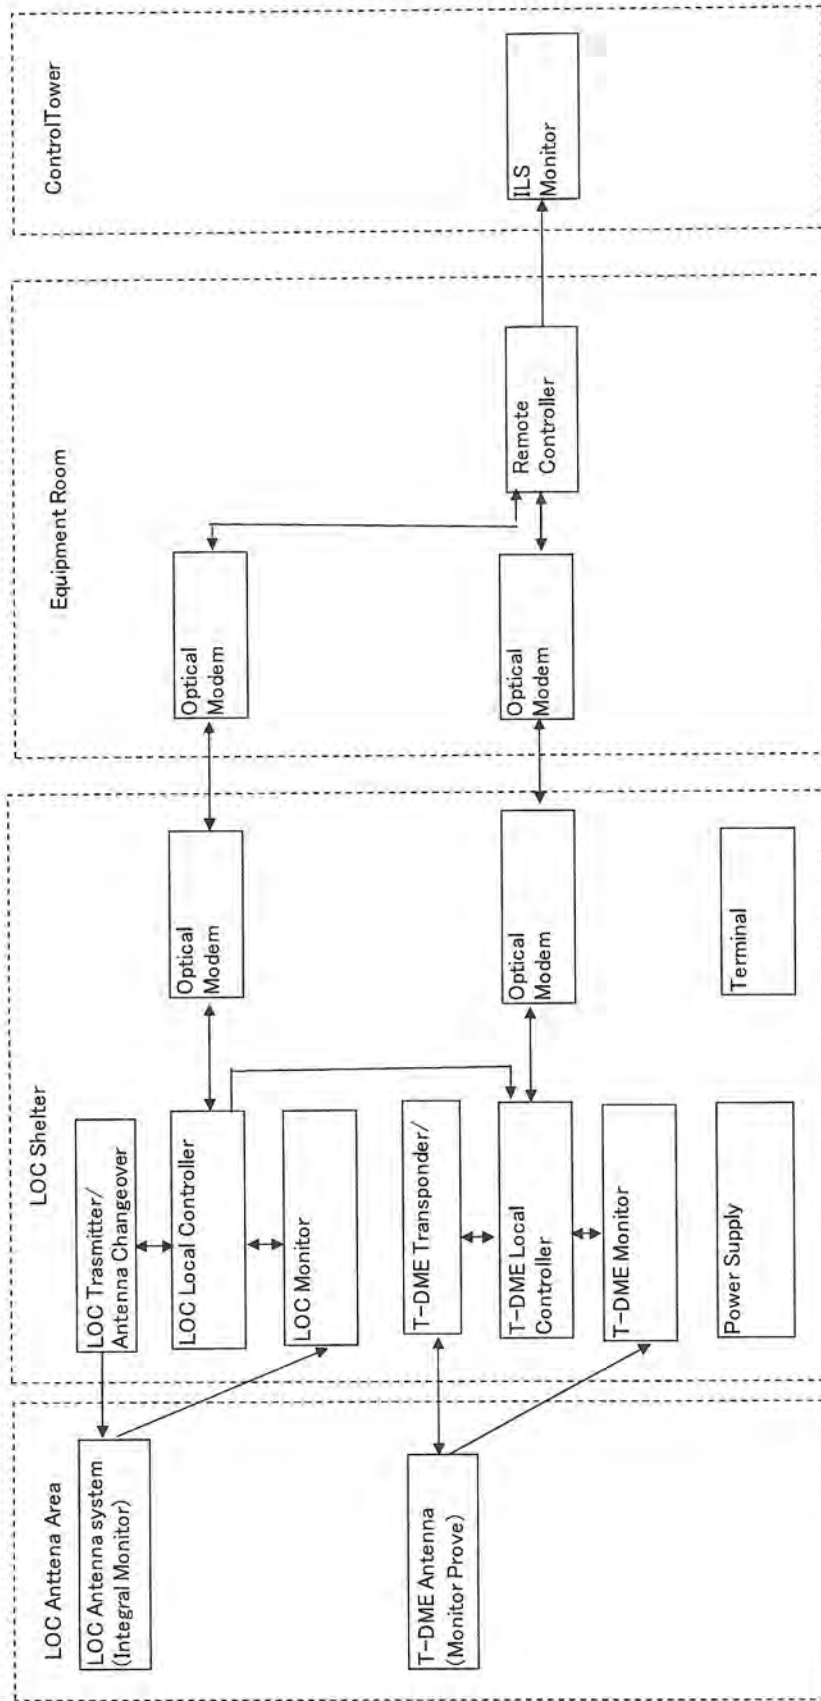 LOC Anttena Area
LOC Antenna system
(Integral Monitor)
T-DME Antenna
(Monitor Prove)
LOC Shelter
LOC Trasmitter/
Antenna Changeover
LOC Local Controller
LOC Monitor
T-DME Transponder/
T-DME Local
Controller
T-DME Monitor
Power Supply
Optical
Modem
Optical
Modem
Terminal
Equipment Room
Optical
Modem
Optical
Modem
Remote
Controller
ControlTower
ILS
Monitor